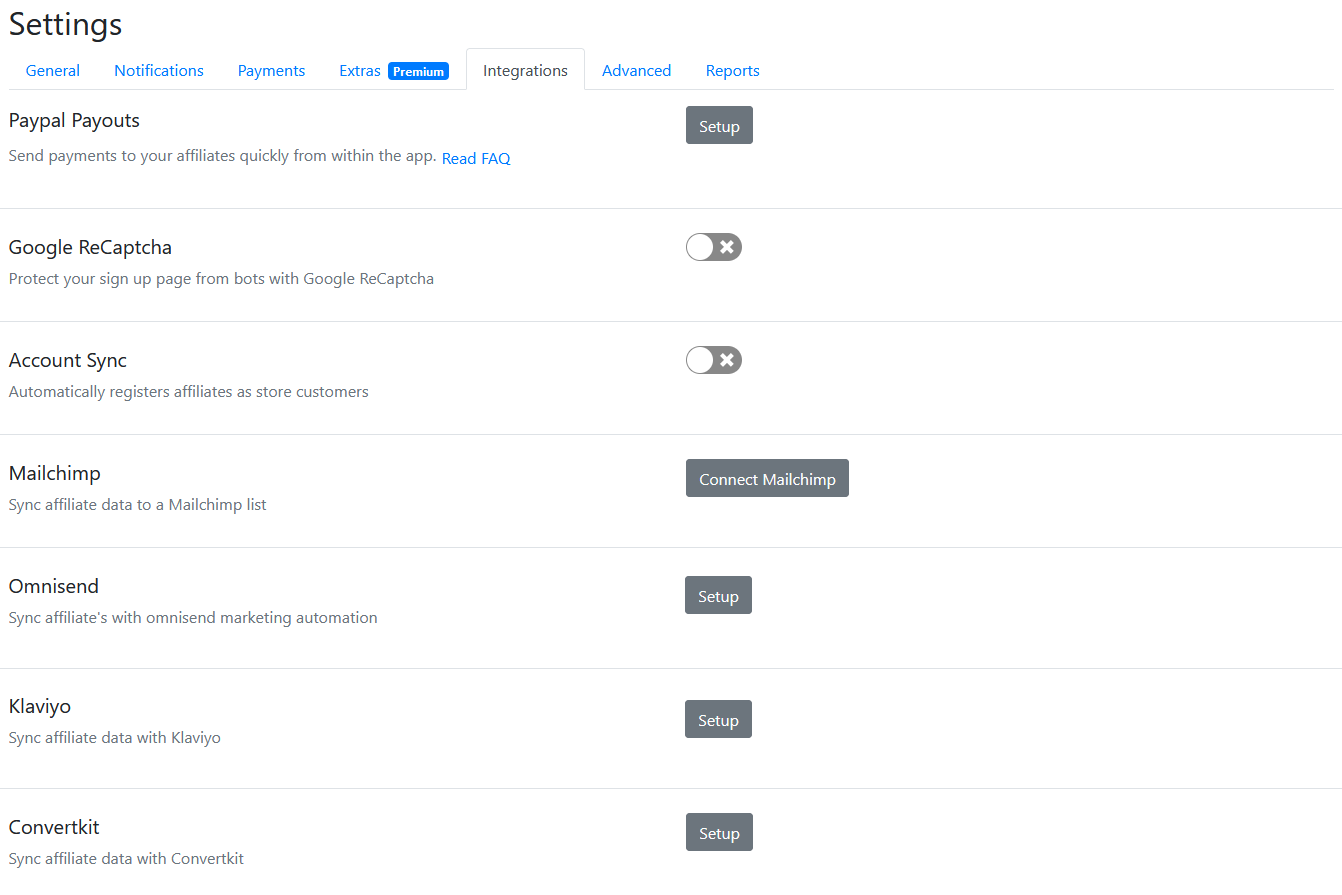 Settings
General Notifications Payments Extras Premium Integrations Advanced Reports
Paypal Payouts
Setup
Send payments to your affiliates quickly from within the app. Read FAQ
Google ReCaptcha
Protect your sign up page from bots with Google ReCaptcha
Account Sync
Automatically registers affiliates as store customers
Mailchimp
Connect Mailchimp
Sync affiliate data to a Mailchimp list
Omnisend
Setup
Sync affiliate's with omnisend marketing automation
Klaviyo
Setup
Sync affiliate data with Klaviyo
Convertkit
Setup
Sync affiliate data with Convertkit